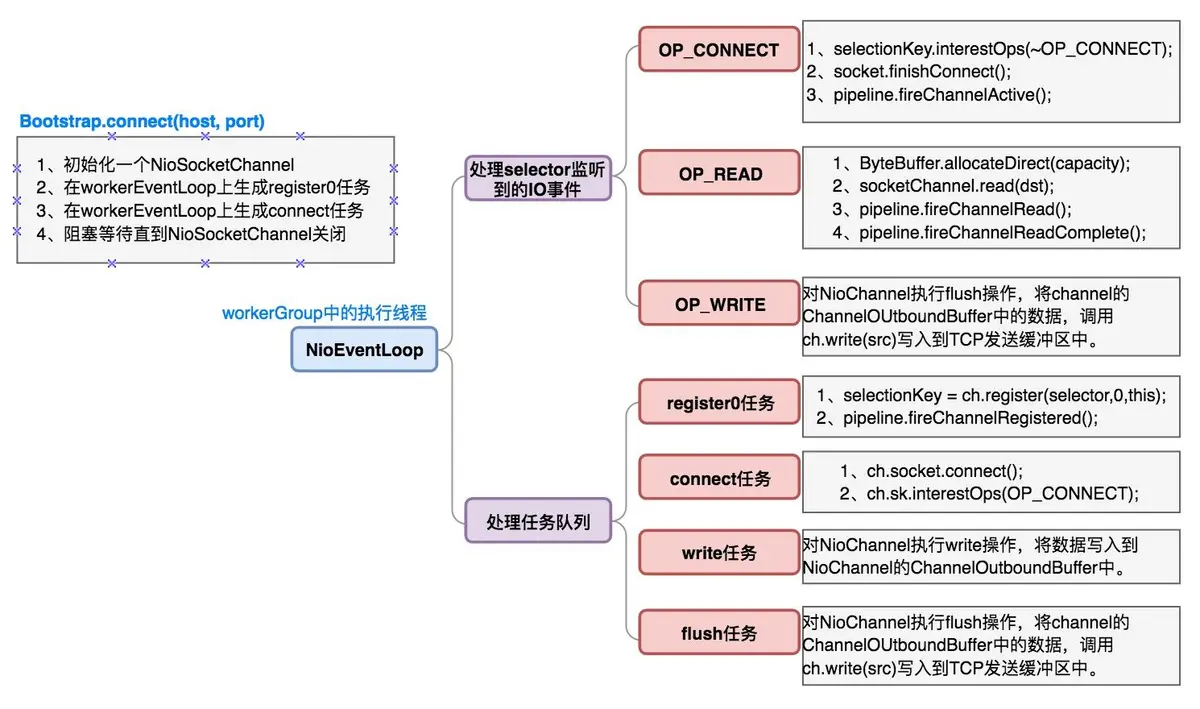 Bootstrap.connect(host, port)
1、初始化一个NioSocketChannel
2、在workerEventLoop上生成register0任务
3、在workerEventLoop上生成connect任务
4、阻塞等待直到NioSocketChannel关闭
workerGroup中的执行线程
NioEventLoop
处理selector监听
到的IO事件
OP_CONNECT
1、selectionKey.interestOps(~OP_CONNECT);
2、socket.finishConnect();
3、pipeline.fireChannelActive();
OP_READ
1、ByteBuffer.allocateDirect(capacity);
2、socketChannel.read(dst);
3、pipeline.fireChannelRead();
4、pipeline.fireChannelReadComplete();
OP_WRITE
对NioChannel执行flush操作，将channel的
ChannelOUtboundBuffer中的数据，调用
ch.write(src)写入到TCP发送缓冲区中。
处理任务队列
register0任务
1、selectionKey = ch.register(selector,0,this);
2、pipeline.fireChannelRegistered();
connect任务
1、ch.socket.connect();
2、ch.sk.interestOps(OP_CONNECT);
write任务
对NioChannel执行write操作，将数据写入到
NioChannel的ChannelOutboundBuffer中。
flush任务
对NioChannel执行flush操作，将channel的
ChannelOUtboundBuffer中的数据，调用
ch.write(src)写入到TCP发送缓冲区中。